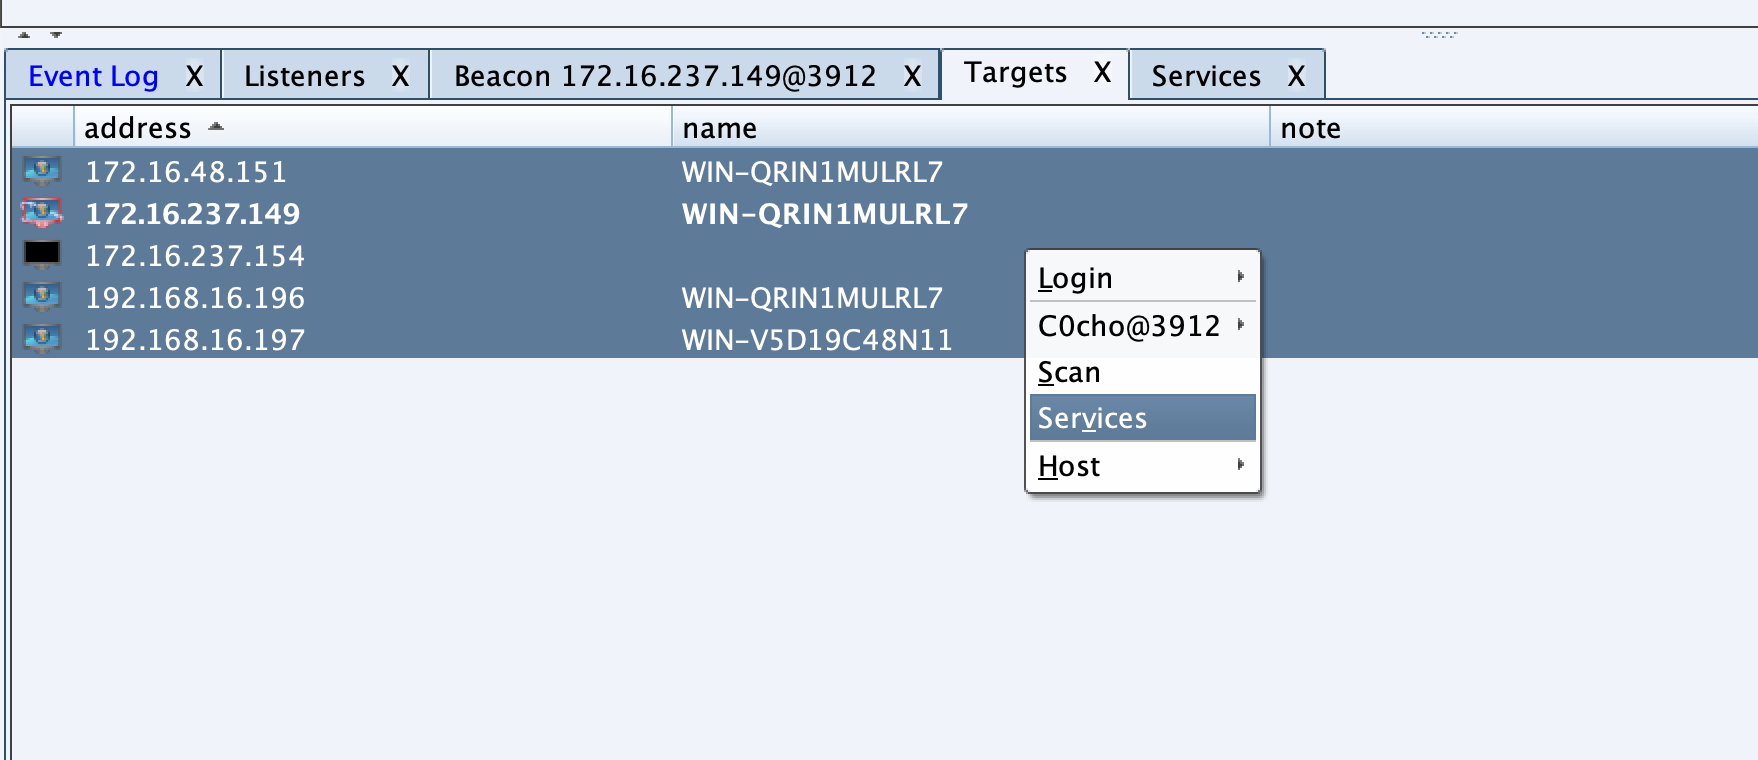 Event Log X Listeners X Beacon 172.16.237.149@3912 X Targets X Services X
address name note
172.16.48.151 WIN-QRIN1MULRL7
172.16.237.149 WIN-QRIN1MULRL7
172.16.237.154
192.168.16.196 WIN-QRIN1MULRL7
192.168.16.197 WIN-V5D19C48N11
Login
C0cho@3912
Scan
Services
Host